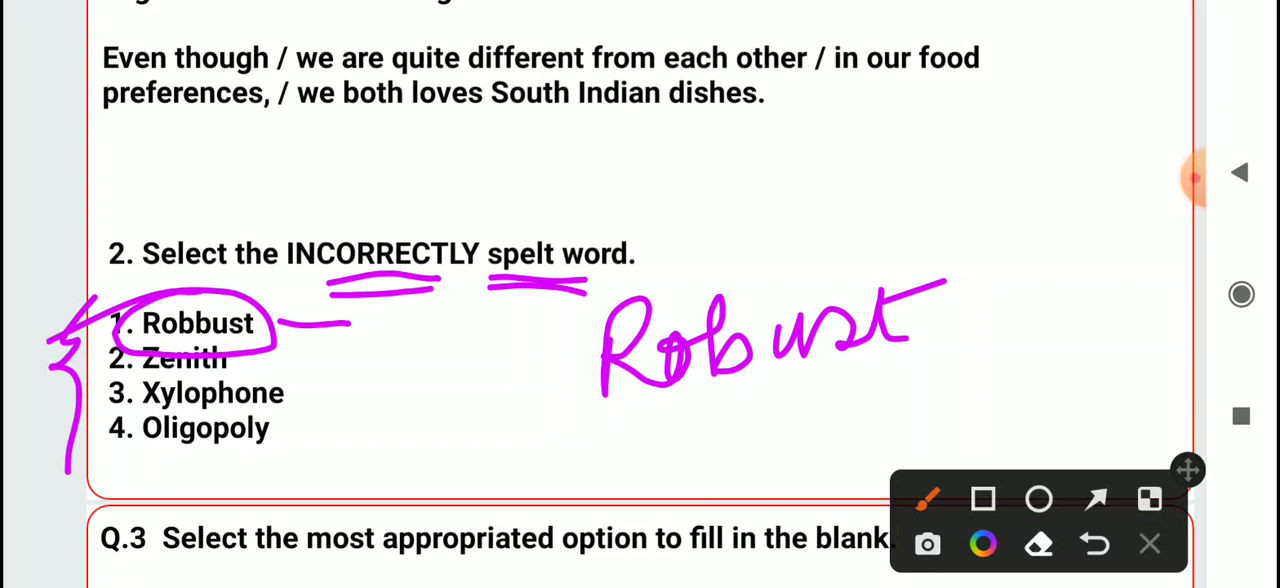 Even though / we are quite different from each other / in our food
preferences, / we both loves South Indian dishes.
2. Select the INCORRECTLY spelt word.
1. Robbust
Robust
2. Zenith
3. Xylophone
4. Oligopoly
Q.3 Select the most appropriated option to fill in the blank.